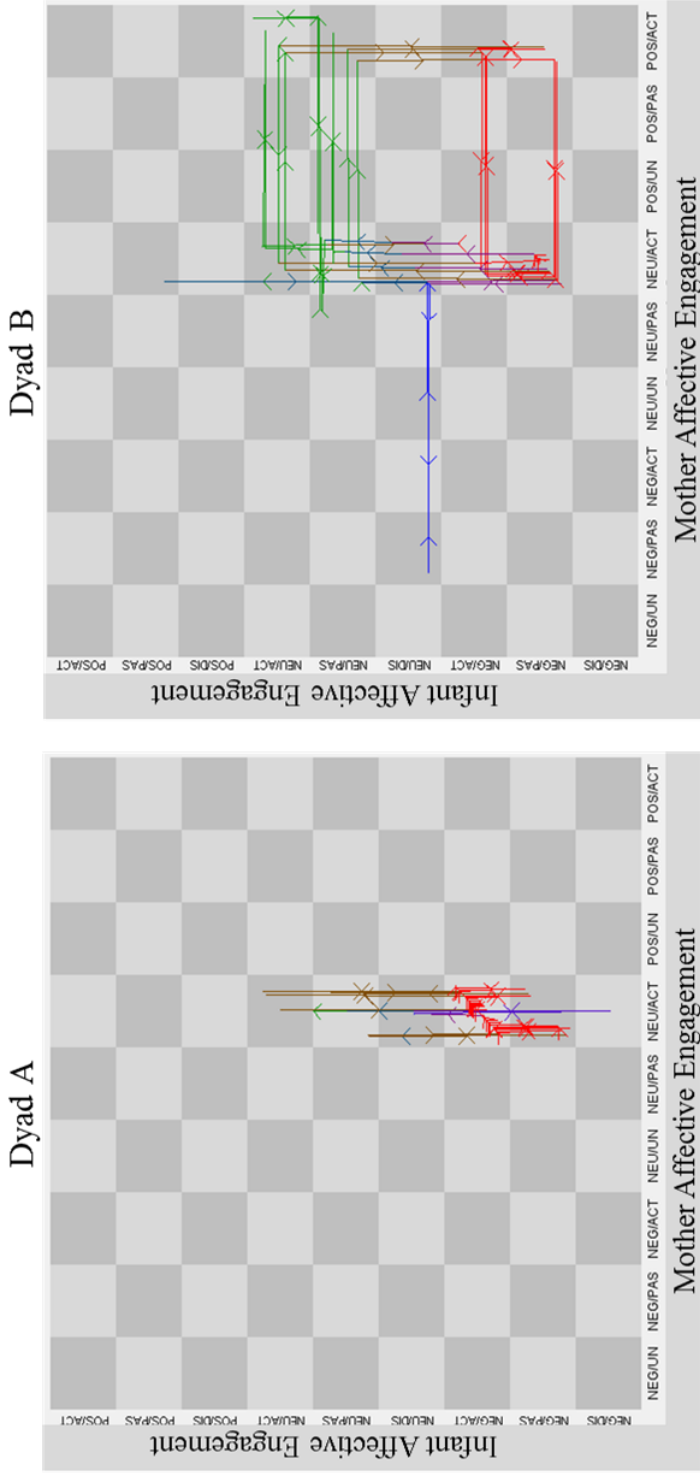 Dyad B
Infant Affective Engagement
POS/ACT
POS/PAS
POS/DIS
NEU/ACT
NEU/PAS
NEU/DIS
NEG/ACT
NEG/PAS
NEG/DIS
NEG/UN NEG/PAS NEG/ACT NEU/UN NEU/PAS NEU/ACT POS/UN POS/PAS POS/ACT
Mother Affective Engagement
Dyad A
Infant Affective Engagement
POS/ACT
POS/PAS
POS/DIS
NEU/ACT
NEU/PAS
NEU/DIS
NEG/ACT
NEG/PAS
NEG/DIS
NEG/UN NEG/PAS NEG/ACT NEU/UN NEU/PAS NEU/ACT POS/UN POS/PAS POS/ACT
Mother Affective Engagement